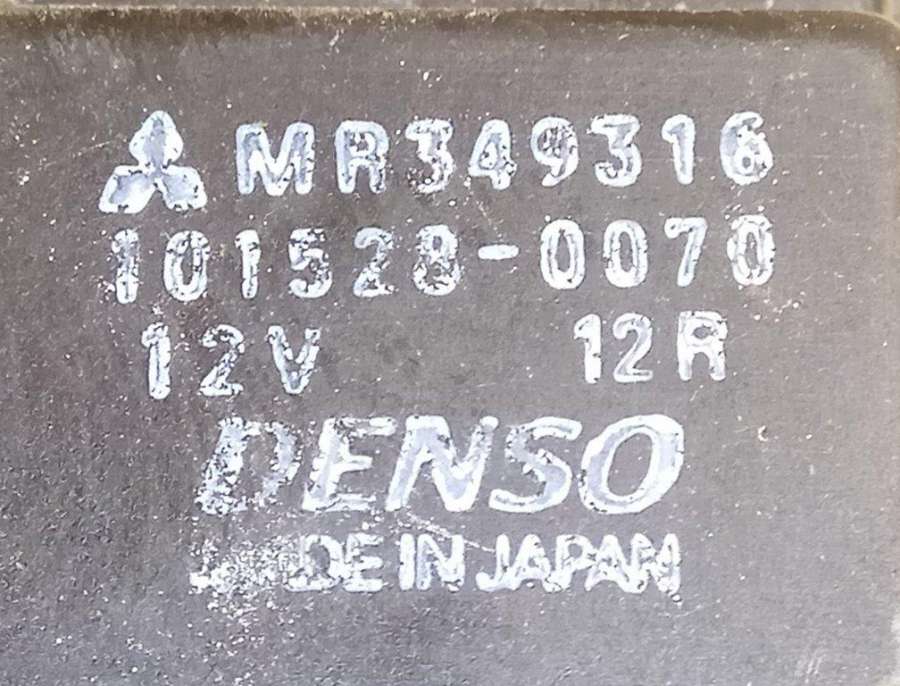 MR349316
101528-0070
12V 12R
DENSO
MADE IN JAPAN